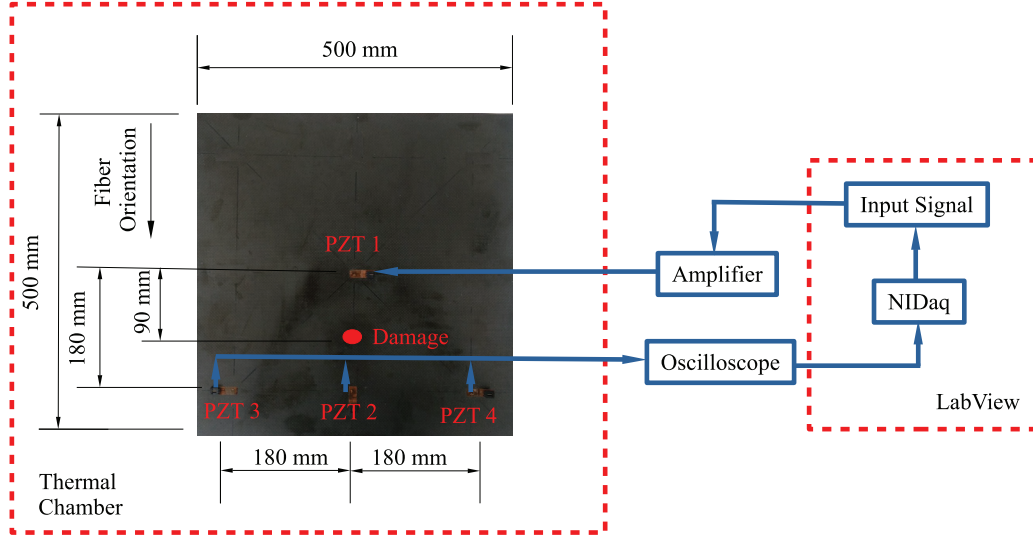 500 mm
Fiber
Orientation
500 mm
PZT 1
180 mm
90 mm
Damage
PZT 3
PZT 2
PZT 4
180 mm
180 mm
Thermal
Chamber
Input Signal
Amplifier
NIDaq
Oscilloscope
LabView